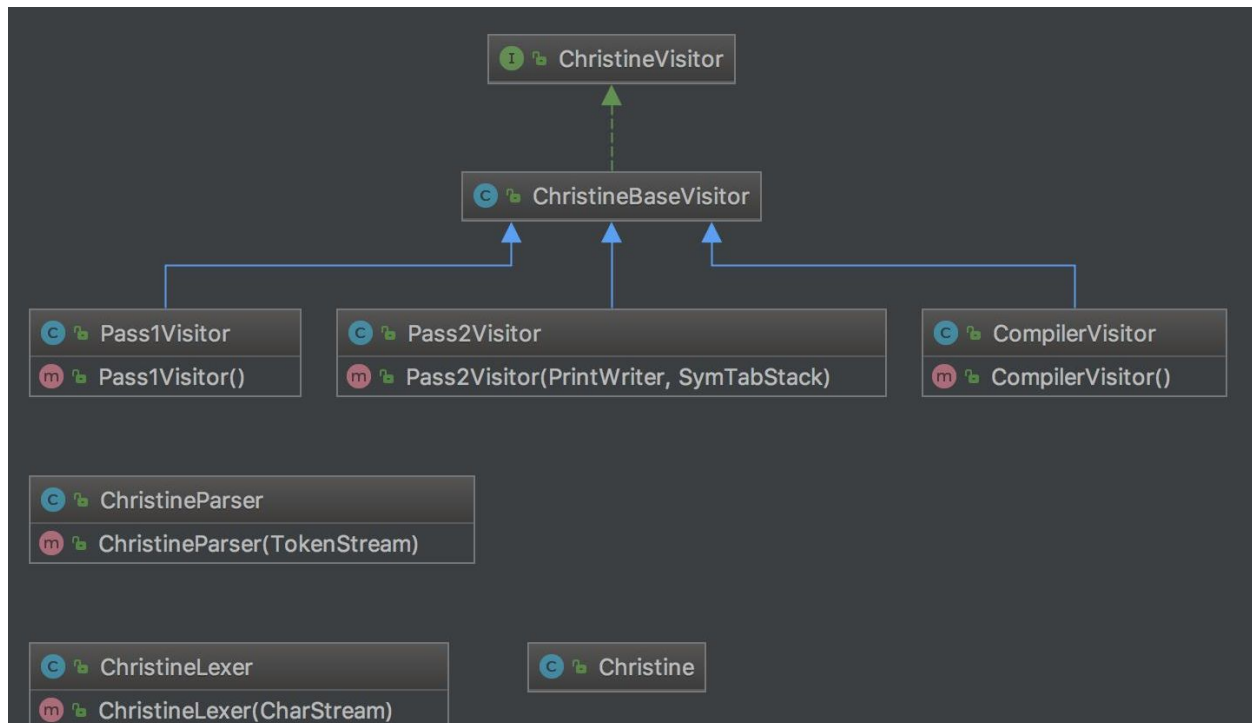 I ChristineVisitor
C ChristineBaseVisitor
C Pass1Visitor
m Pass1Visitor()
C Pass2Visitor
m Pass2Visitor(PrintWriter, SymTabStack)
C CompilerVisitor
m CompilerVisitor()
C ChristineParser
m ChristineParser(TokenStream)
C ChristineLexer
m ChristineLexer(CharStream)
C Christine